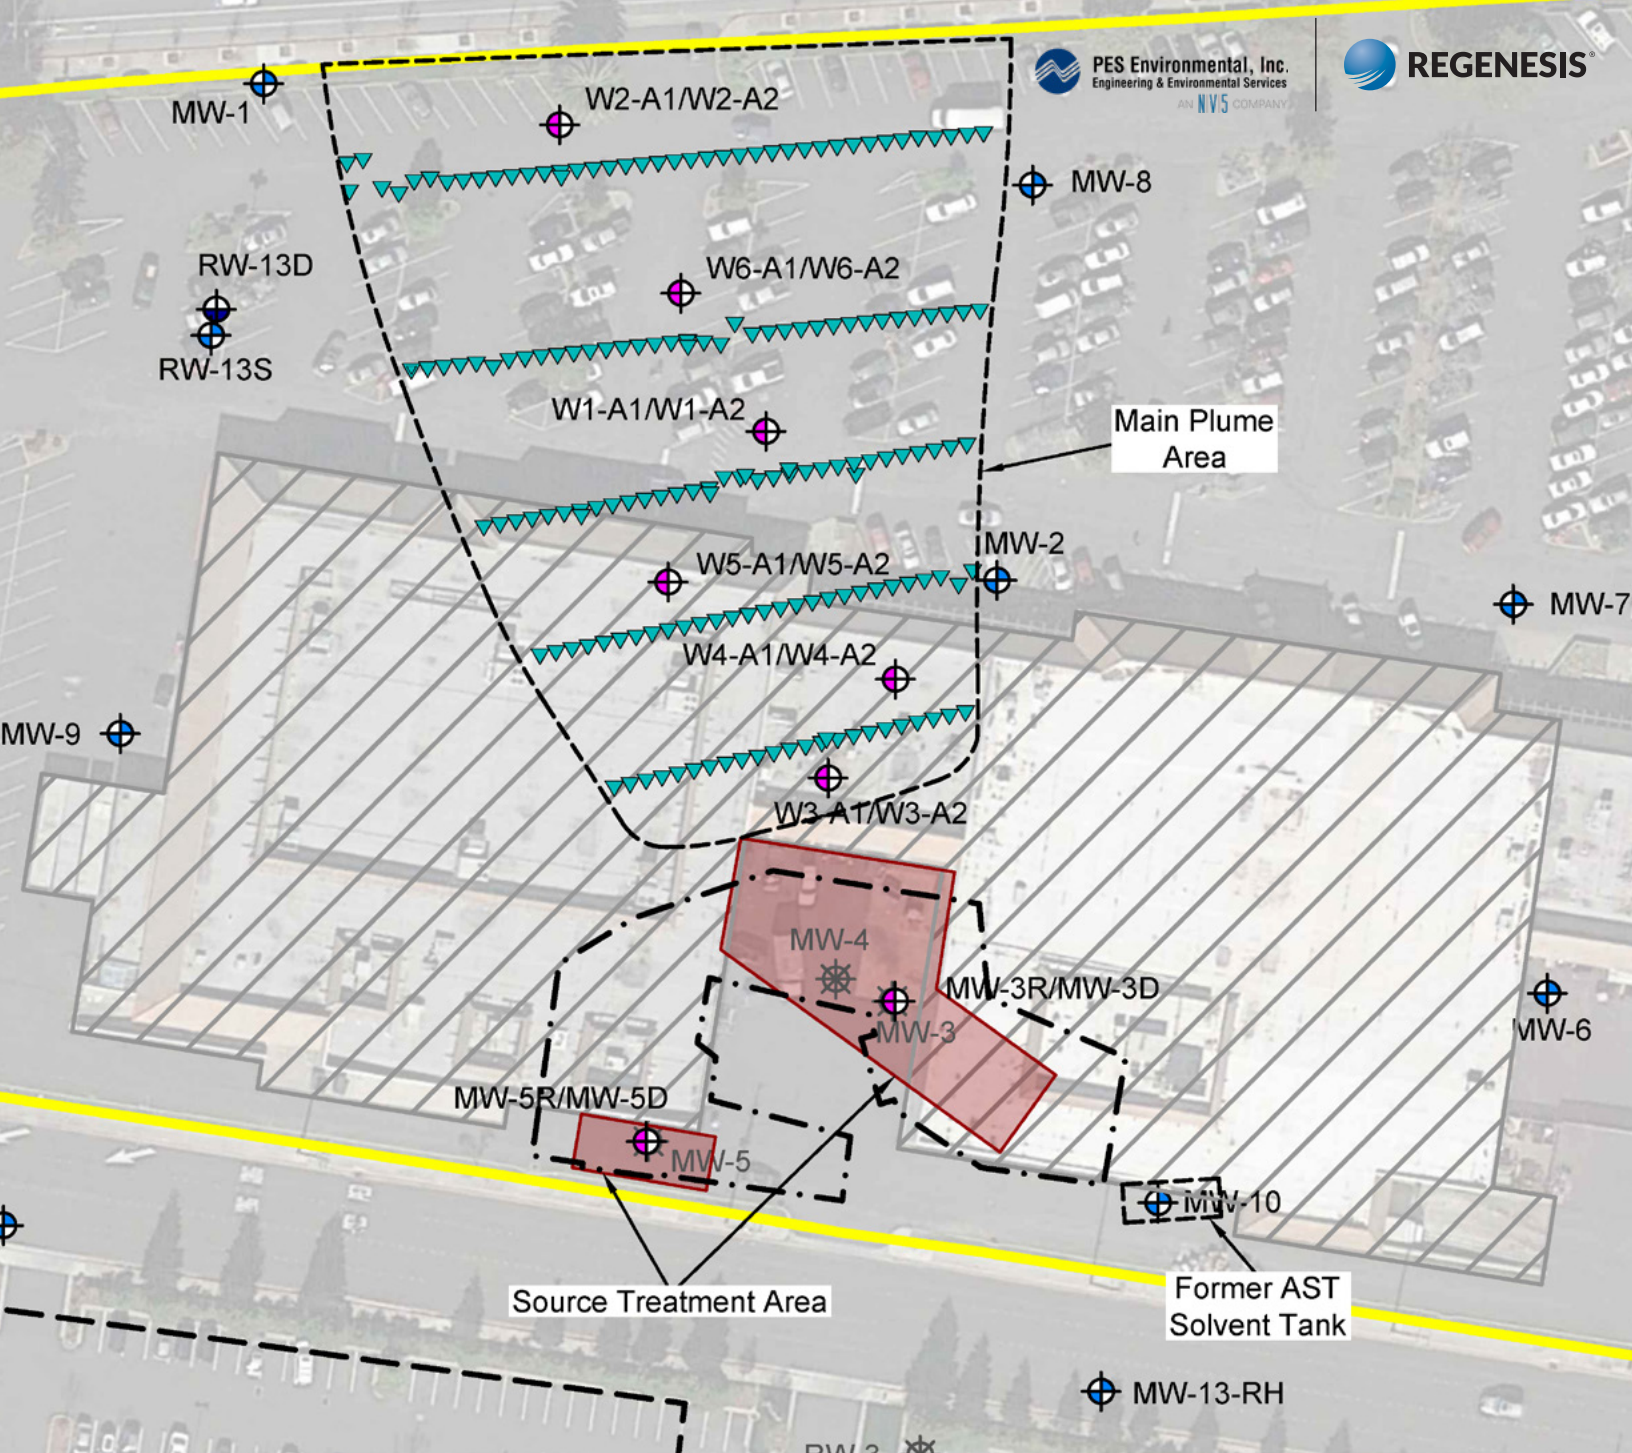 PES Environmental, Inc.
Engineering & Environmental Services
AN NV5 COMPANY
REGENESIS®
MW-1
W2-A1/W2-A2
MW-8
RW-13D
W6-A1/W6-A2
RW-13S
W1-A1/W1-A2
Main Plume
Area
MW-2
W5-A1/W5-A2
MW-7
W4-A1/W4-A2
MW-9
W3-A1/W3-A2
MW-4
MW-3R/MW-3D
MW-3
MW-6
MW-5R/MW-5D
MW-5
MW-10
Source Treatment Area
Former AST
Solvent Tank
MW-13-RH
RW-3